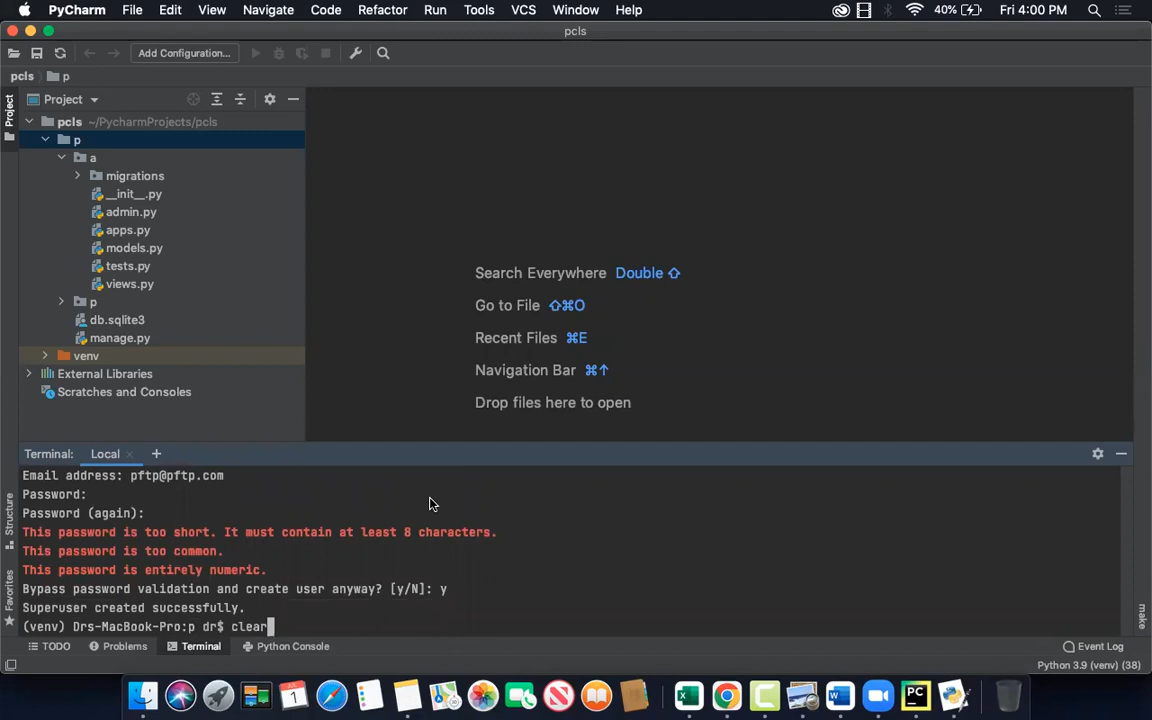 PyCharm File Edit View Navigate Code Refactor Run Tools VCS Window Help 40% Fri 4:00 PM
pcls
Add Configuration...
pcls p
Project
Project
pcls ~/PycharmProjects/pcls
p
a
migrations
__init__.py
admin.py
apps.py
models.py
tests.py
views.py
p
db.sqlite3
manage.py
venv
External Libraries
Scratches and Consoles
Search Everywhere Double ⇧
Go to File ⇧⌘O
Recent Files ⌘E
Navigation Bar ⌘↑
Drop files here to open
Terminal: Local × +
Email address: pftp@pftp.com
Password:
Password (again):
This password is too short. It must contain at least 8 characters.
This password is too common.
This password is entirely numeric.
Bypass password validation and create user anyway? [y/N]: y
Superuser created successfully.
(venv) Drs-MacBook-Pro:p dr$ clear
Structure
Favorites
make
TODO Problems Terminal Python Console Event Log
Python 3.9 (venv) (38)
1
PC